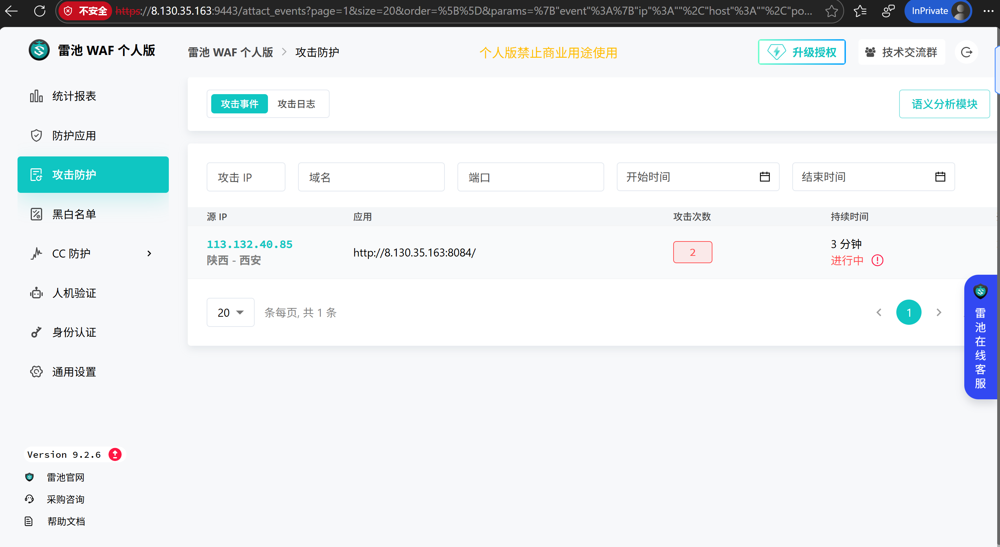 不安全 https://8.130.35.163:9443/attact_events?page=1&size=20&order=%5B%5D&params=%7B"event"%3A%7B"ip"%3A""%2C"host"%3A""%2C"po...
InPrivate
雷池 WAF 个人版
雷池 WAF 个人版 > 攻击防护
个人版禁止商业用途使用
升级授权
技术交流群
统计报表
防护应用
攻击防护
黑白名单
CC 防护
人机验证
身份认证
通用设置
攻击事件 攻击日志
语义分析模块
攻击 IP 域名 端口 开始时间 结束时间
源 IP 应用 攻击次数 持续时间
113.132.40.85
陕西 - 西安
http://8.130.35.163:8084/
2
3 分钟
进行中
20 条每页, 共 1 条
1
雷池在线客服
Version 9.2.6
雷池官网
采购咨询
帮助文档